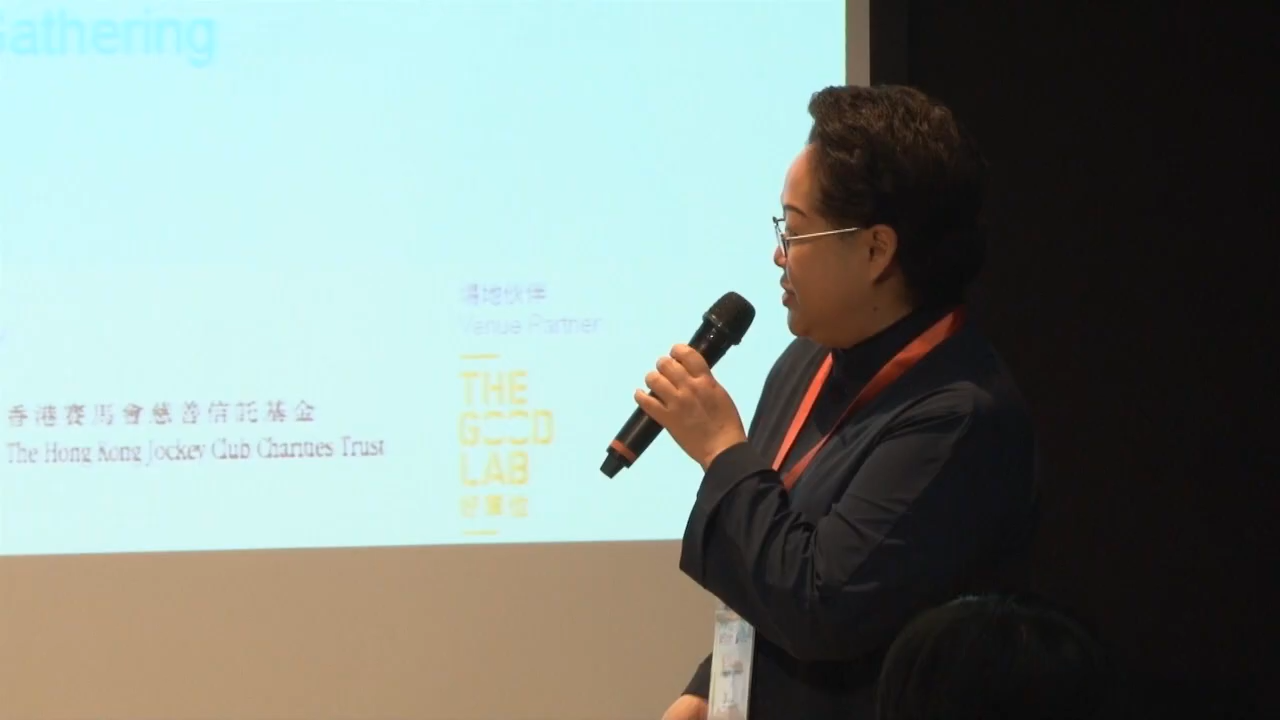 Gathering
場地伙伴
Venue Partner
香港賽馬會慈善信託基金
The Hong Kong Jockey Club Charities Trust
THE
GOOD
LAB
好單位